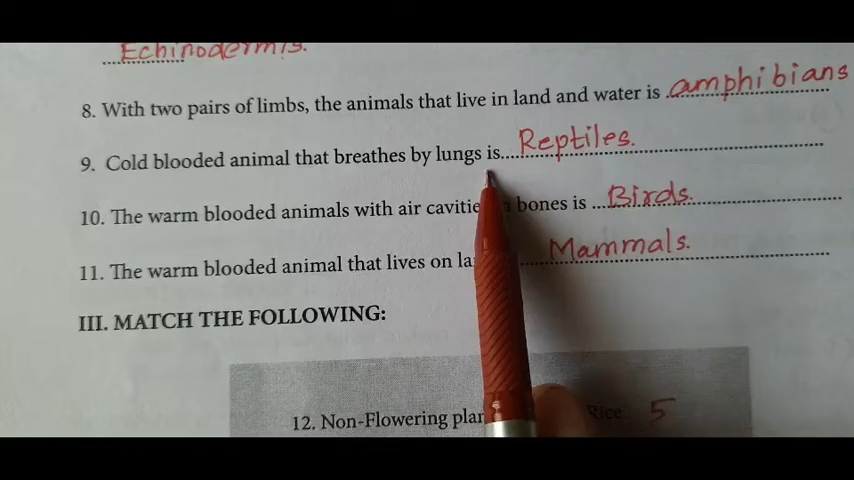 Echinodermis.
8. With two pairs of limbs, the animals that live in land and water is amphibians
9. Cold blooded animal that breathes by lungs is.... Reptiles.
10. The warm blooded animals with air cavitie bones is ... Birds.
11. The warm blooded animal that lives on la Mammals.
III. MATCH THE FOLLOWING:
12. Non-Flowering plan Rice 5